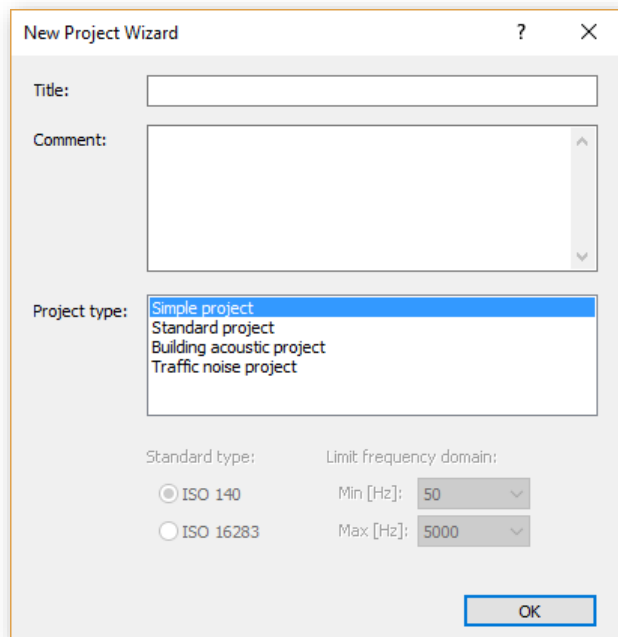 New Project Wizard ?
Title:
Comment:
Project type:
Simple project
Standard project
Building acoustic project
Traffic noise project
Standard type: Limit frequency domain:
ISO 140 Min [Hz]: 50
ISO 16283 Max [Hz]: 5000
OK